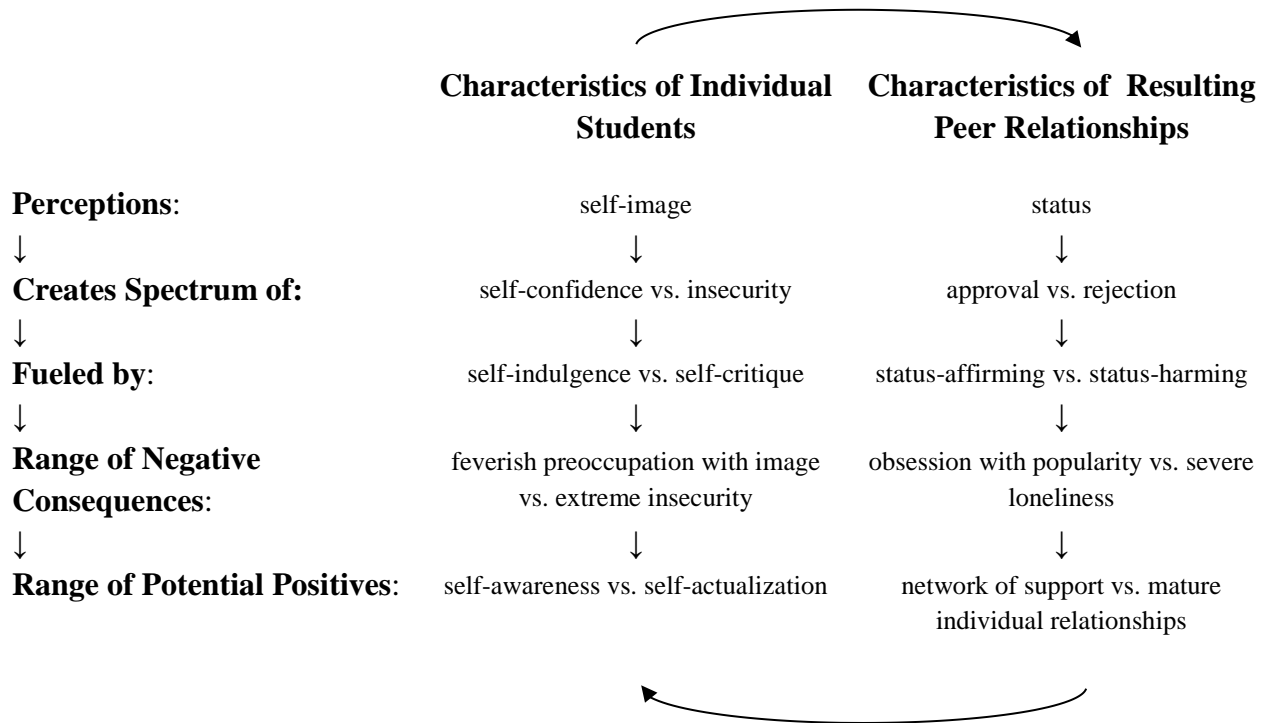 Characteristics of Individual Students
Characteristics of Resulting Peer Relationships
Perceptions:
self-image
status
↓ ↓ ↓
Creates Spectrum of:
self-confidence vs. insecurity
approval vs. rejection
↓ ↓ ↓
Fueled by:
self-indulgence vs. self-critique
status-affirming vs. status-harming
↓ ↓ ↓
Range of Negative
Consequences:
feverish preoccupation with image
vs. extreme insecurity
obsession with popularity vs. severe
loneliness
↓ ↓ ↓
Range of Potential Positives:
self-awareness vs. self-actualization
network of support vs. mature
individual relationships